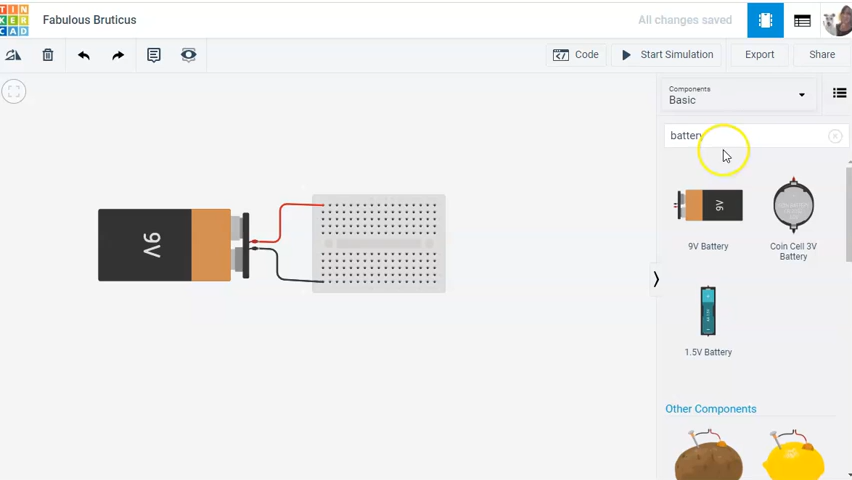 TIN
KER
CAD
Fabulous Bruticus
All changes saved
Code
Start Simulation
Export
Share
Components
Basic
battery
9V
9V
9V Battery
Coin Cell 3V
Battery
1.5V Battery
Other Components